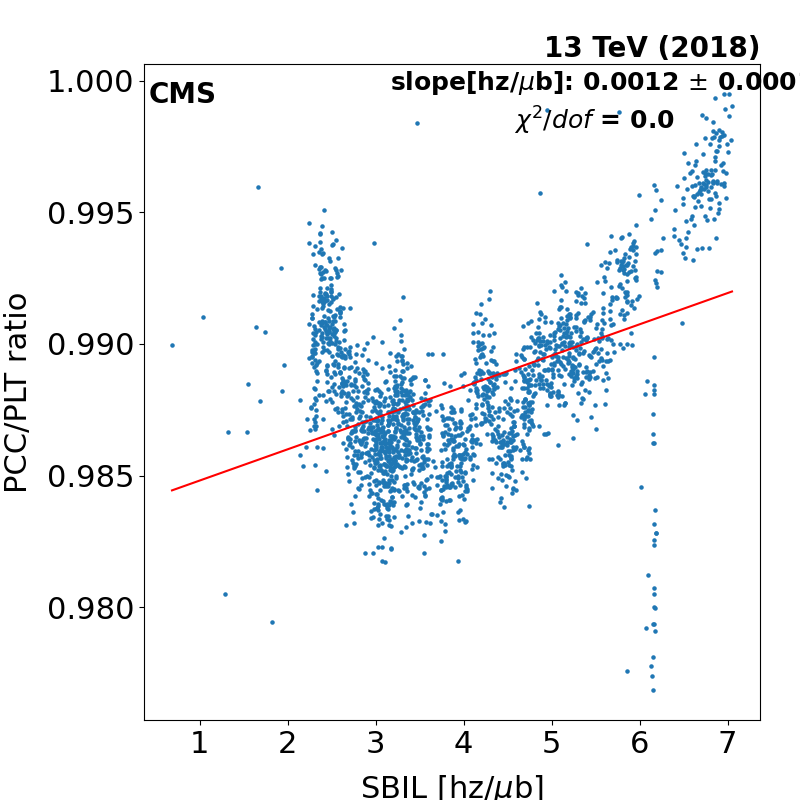 13 TeV (2018)
CMS
slope[hz/μb]: 0.0012 ± 0.000
χ²/dof = 0.0
1.000
0.995
0.990
0.985
0.980
PCC/PLT ratio
1 2 3 4 5 6 7
SBIL [hz/μb]